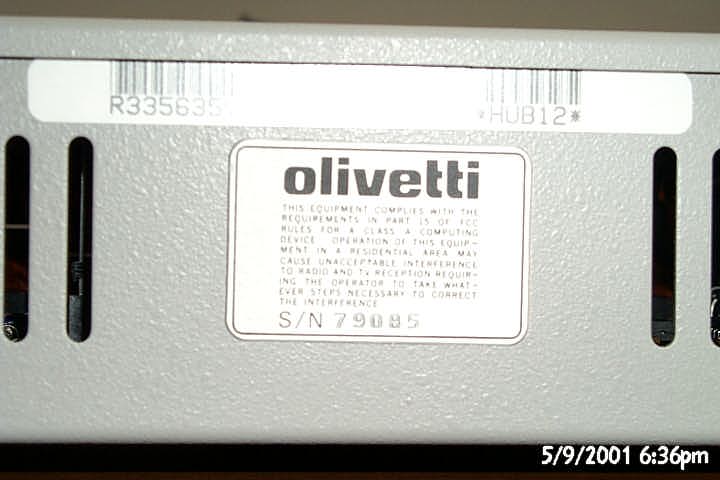 R335635
*HUB12*
olivetti
THIS EQUIPMENT COMPLIES WITH THE
REQUIREMENTS IN PART 15 OF FCC
RULES FOR A CLASS A COMPUTING
DEVICE OPERATION OF THIS EQUIP-
MENT IN A RESIDENTIAL AREA MAY
CAUSE UNACCEPTABLE INTERFERENCE
TO RADIO AND TV RECEPTION REQUIR-
ING THE OPERATOR TO TAKE WHAT-
EVER STEPS NECESSARY TO CORRECT
THE INTERFERENCE
S/N 79085
5/9/2001 6:36pm